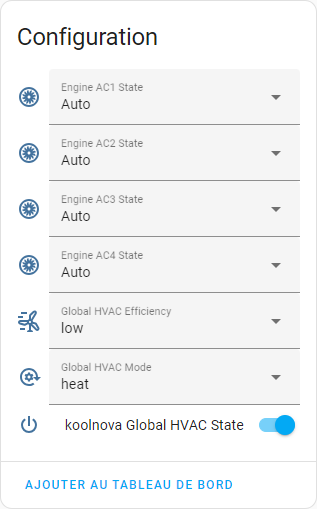 Configuration
Engine AC1 State
Auto
Engine AC2 State
Auto
Engine AC3 State
Auto
Engine AC4 State
Auto
Global HVAC Efficiency
low
Global HVAC Mode
heat
koolnova Global HVAC State
AJOUTER AU TABLEAU DE BORD